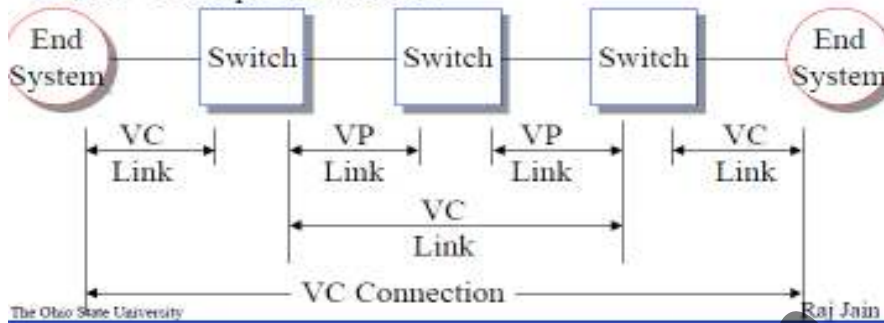 End System
Switch
Switch
Switch
End System
VC Link
VP Link
VP Link
VC Link
VC Link
VC Connection
The Ohio State University
Raj Jain